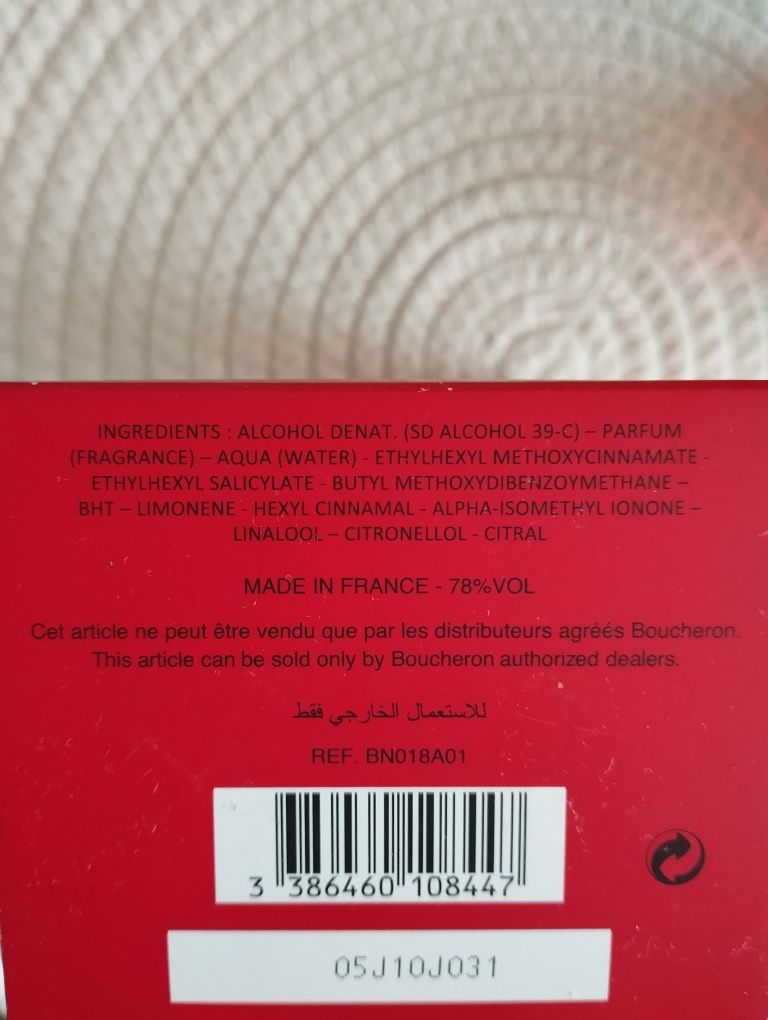 INGREDIENTS : ALCOHOL DENAT. (SD ALCOHOL 39-C) – PARFUM
(FRAGRANCE) – AQUA (WATER) - ETHYLHEXYL METHOXYCINNAMATE -
ETHYLHEXYL SALICYLATE - BUTYL METHOXYDIBENZOYMETHANE –
BHT – LIMONENE - HEXYL CINNAMAL - ALPHA-ISOMETHYL IONONE –
LINALOOL – CITRONELLOL - CITRAL
MADE IN FRANCE - 78%VOL
Cet article ne peut être vendu que par les distributeurs agréés Boucheron.
This article can be sold only by Boucheron authorized dealers.
للاستعمال الخارجي فقط
REF. BN018A01
3 386460 108447
05J10J031